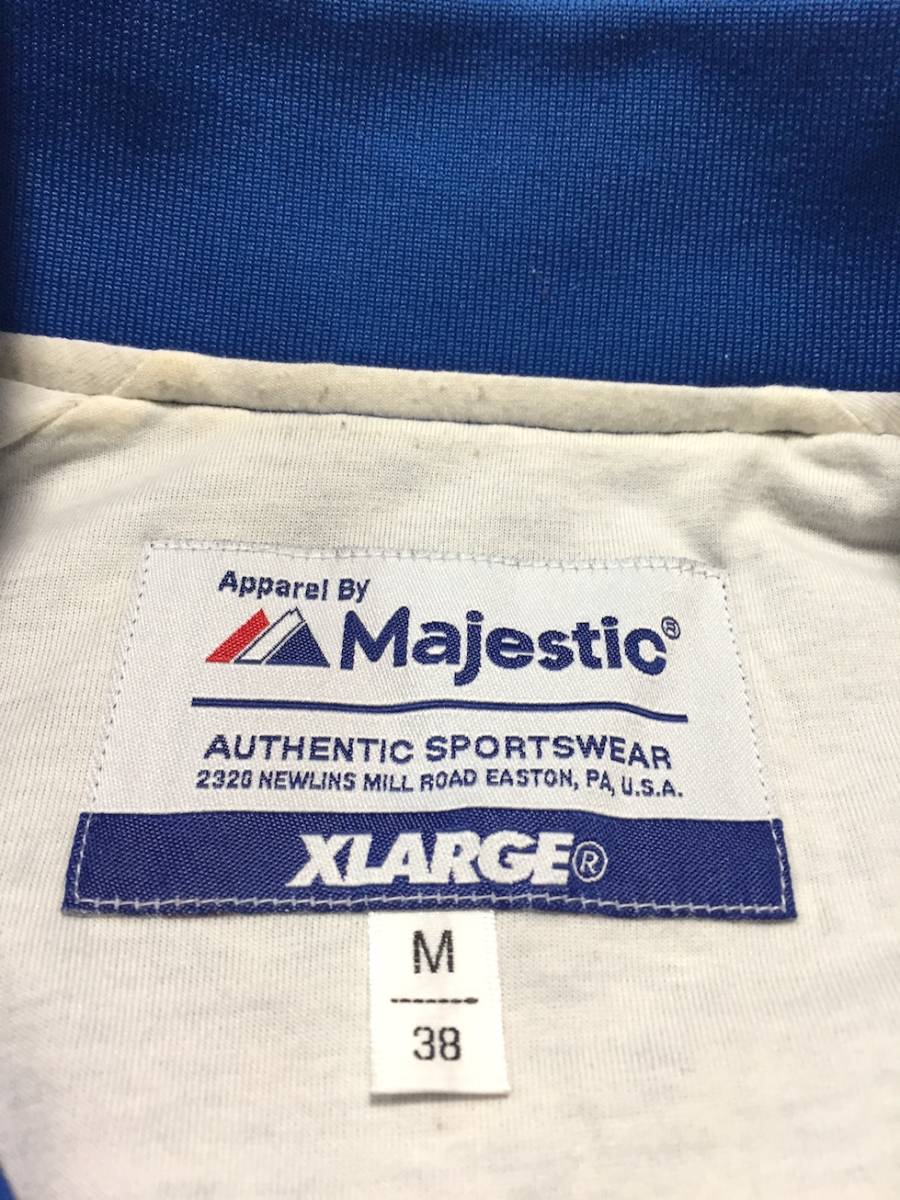 Apparel By
Majestic®
AUTHENTIC SPORTSWEAR
2320 NEWLINS MILL ROAD EASTON, PA, U.S.A.
XLARGE®
M
38